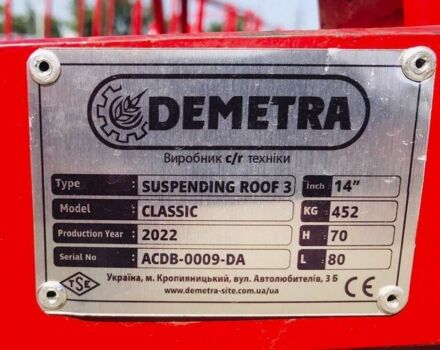 DEMETRA
Виробник с/г техніки
Type : SUSPENDING ROOF 3 Inch : 14"
Model : CLASSIC KG : 452
Production Year : 2022 H : 70
Serial No : ACDB-0009-DA L : 80
TSE Україна, м. Кропивницький, вул. Автолюбителів, 3 Б CE
www.demetra-site.com.ua/ua